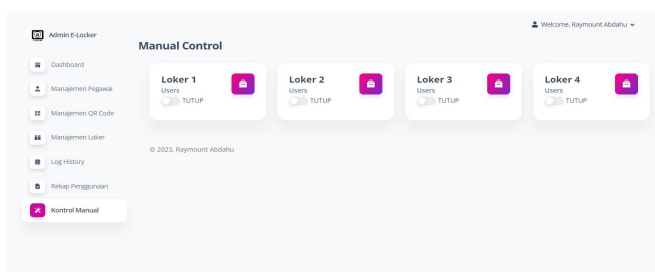 Admin E-Locker
Welcome, Raymount Abdahu
Manual Control
Dashboard
Manajemen Pegawai
Manajemen QR Code
Manajemen Loker
Log History
Rekap Penggunaan
Kontrol Manual
Loker 1
Users
TUTUP
Loker 2
Users
TUTUP
Loker 3
Users
TUTUP
Loker 4
Users
TUTUP
© 2023, Raymount Abdahu